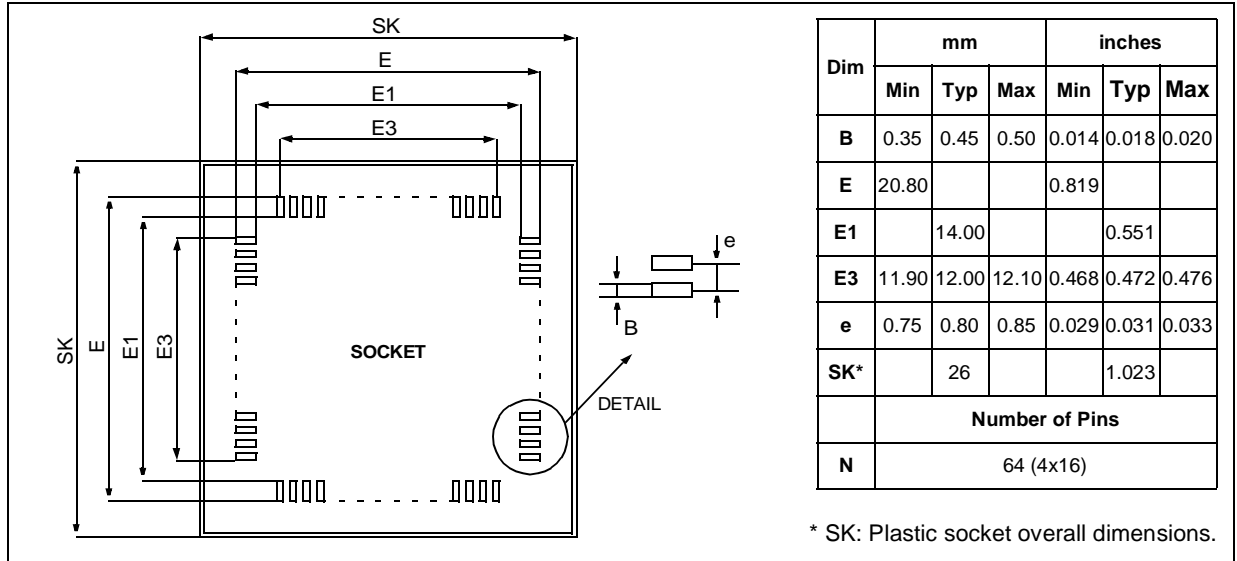 SK
E
E1
E3
SK
E
E1
E3
SOCKET
e
B
DETAIL
Dim mm inches
Min Typ Max Min Typ Max
B 0.35 0.45 0.50 0.014 0.018 0.020
E 20.80 0.819
E1 14.00 0.551
E3 11.90 12.00 12.10 0.468 0.472 0.476
e 0.75 0.80 0.85 0.029 0.031 0.033
SK* 26 1.023
Number of Pins
N 64 (4x16)
* SK: Plastic socket overall dimensions.